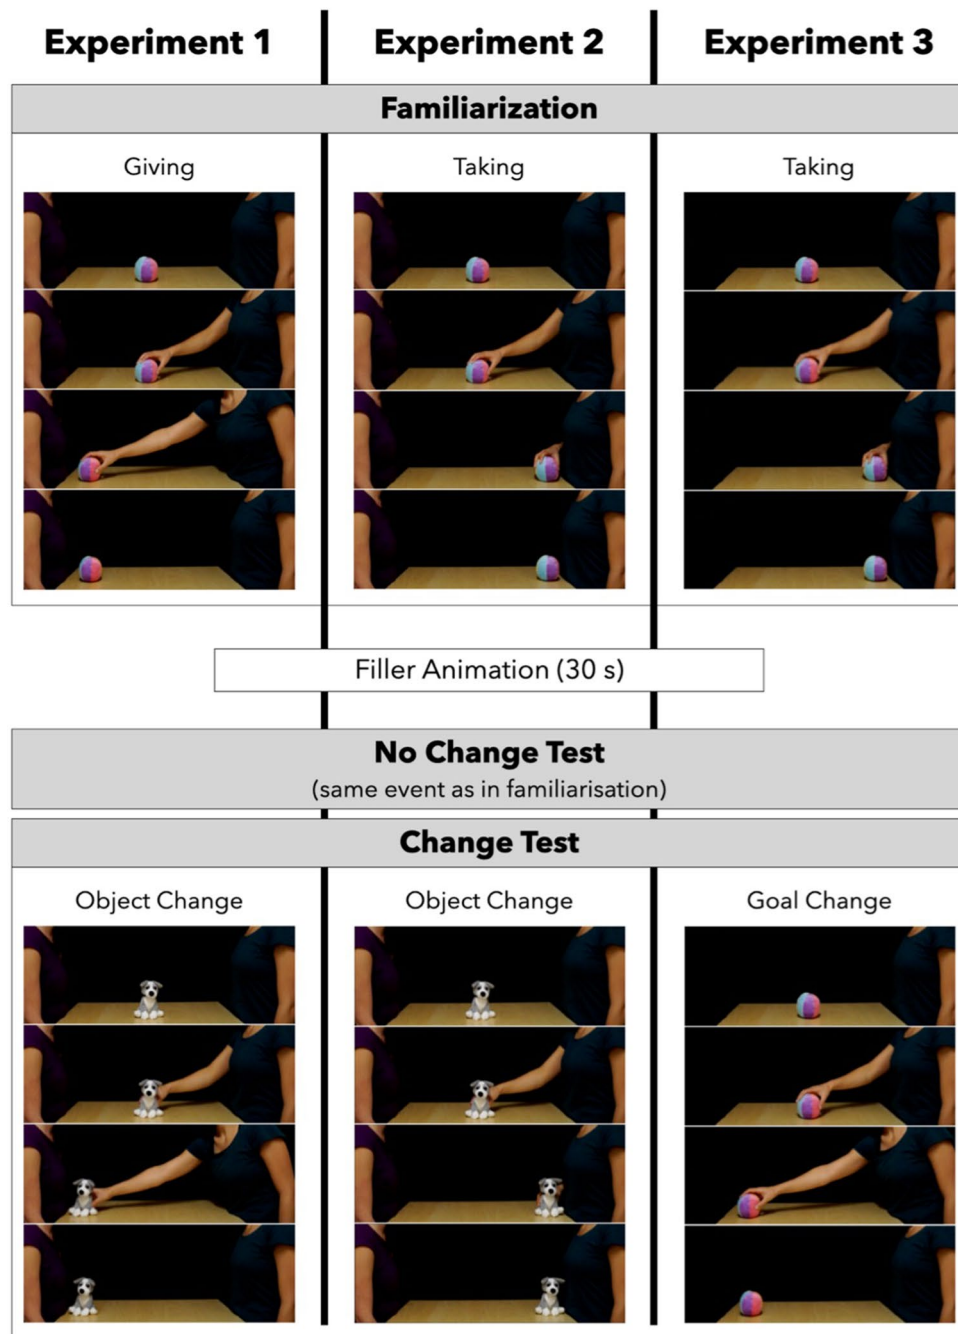 Experiment 1
Experiment 2
Experiment 3
Familiarization
Giving
Taking
Taking
Filler Animation (30 s)
No Change Test
(same event as in familiarisation)
Change Test
Object Change
Object Change
Goal Change